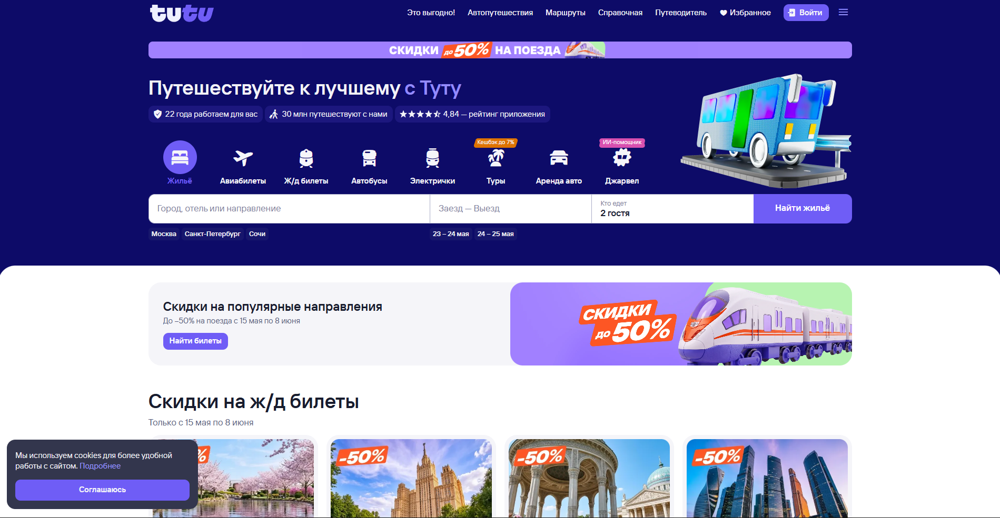 tutu
Это выгодно!
Автопутешествия
Маршруты
Справочная
Путеводитель
Избранное
Войти
СКИДКИ до 50% НА ПОЕЗДА
Путешествуйте к лучшему с Туту
22 года работаем для вас
30 млн путешествуют с нами
4,84 — рейтинг приложения
Кешбэк до 7%
ИИ-помощник
Жильё
Авиабилеты
Ж/д билеты
Автобусы
Электрички
Туры
Аренда авто
Джарвел
Город, отель или направление
Заезд — Выезд
Кто едет
2 гостя
Найти жильё
Москва
Санкт-Петербург
Сочи
23 – 24 мая
24 – 25 мая
Скидки на популярные направления
До –50% на поезда с 15 мая по 8 июня
Найти билеты
СКИДКИ
до 50%
Скидки на ж/д билеты
Только с 15 мая по 8 июня
%
-50%
-50%
-50%
Мы используем cookies для более удобной
работы с сайтом. Подробнее
Соглашаюсь